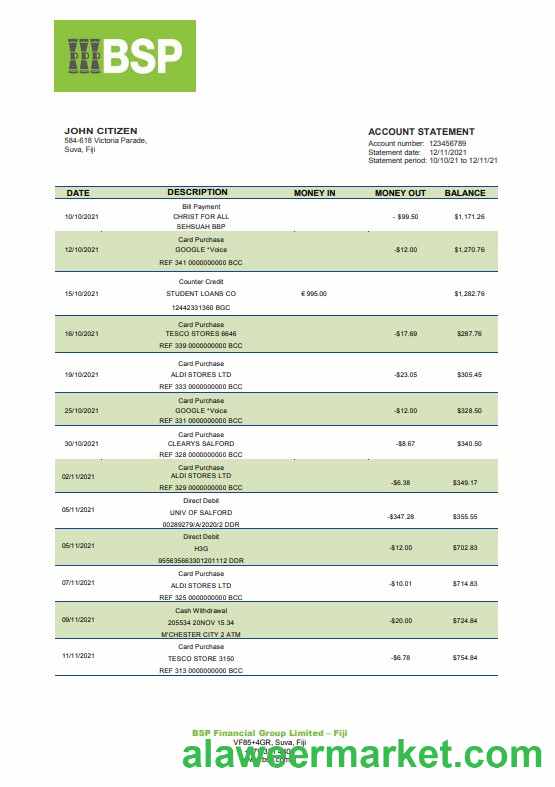 BSP
JOHN CITIZEN
584-618 Victoria Parade,
Suva, Fiji
ACCOUNT STATEMENT
Account number: 123456789
Statement date: 12/11/2021
Statement period: 10/10/21 to 12/11/21
DATE DESCRIPTION MONEY IN MONEY OUT BALANCE
Bill Payment
10/10/2021 CHRIST FOR ALL - $99.50 $1,171.26
SEHSUAH BBP
Card Purchase
12/10/2021 GOOGLE *Voice -$12.00 $1,270.76
REF 341 0000000000 BCC
Counter Credit
15/10/2021 STUDENT LOANS CO € 995.00 $1,282.76
12442331360 BGC
Card Purchase
16/10/2021 TESCO STORES 6646 -$17.69 $287.76
REF 339 0000000000 BCC
Card Purchase
19/10/2021 ALDI STORES LTD -$23.05 $305.45
REF 333 0000000000 BCC
Card Purchase
25/10/2021 GOOGLE *Voice -$12.00 $328.50
REF 331 0000000000 BCC
Card Purchase
30/10/2021 CLEARYS SALFORD -$8.67 $340.50
REF 328 0000000000 BCC
Card Purchase
02/11/2021 ALDI STORES LTD -$6.38 $349.17
REF 329 0000000000 BCC
Direct Debit
05/11/2021 UNIV OF SALFORD -$347.28 $355.55
00289279/A/2020/2 DDR
Direct Debit
05/11/2021 H3G -$12.00 $702.83
955835663301201112 DDR
Card Purchase
07/11/2021 ALDI STORES LTD -$10.01 $714.83
REF 325 0000000000 BCC
Cash Withdrawal
09/11/2021 205534 20NOV 15.34 -$20.00 $724.84
M'CHESTER CITY 2 ATM
Card Purchase
11/11/2021 TESCO STORE 3150 -$6.78 $754.84
REF 313 0000000000 BCC
BSP Financial Group Limited – Fiji
VF85+4GR, Suva, Fiji
alaweermarket.com